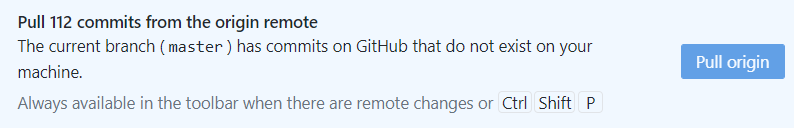 Pull 112 commits from the origin remote
The current branch ( master ) has commits on GitHub that do not exist on your
machine.
Pull origin
Always available in the toolbar when there are remote changes or Ctrl Shift P